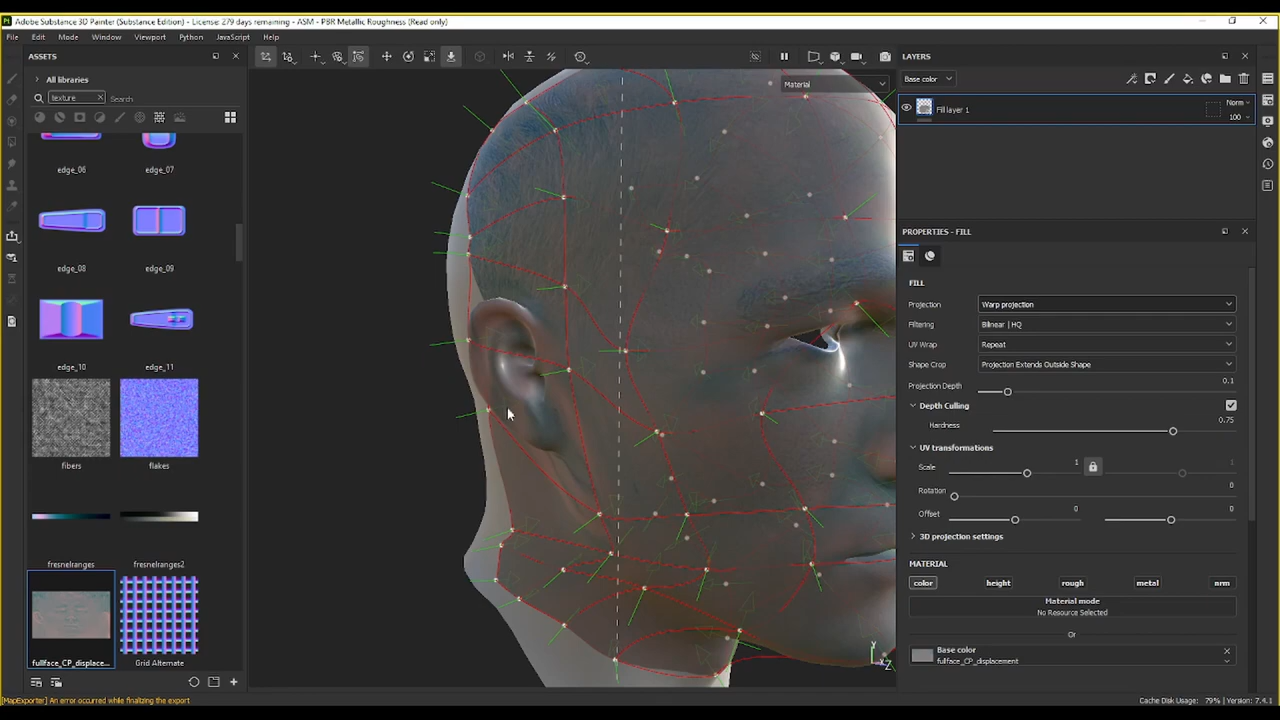 Adobe Substance 3D Painter (Substance Edition) - License: 279 days remaining - ASM - PBR Metallic Roughness (Read only)
File Edit Mode Window Viewport Python JavaScript Help
ASSETS
All libraries
texture
Search
edge_06 edge_07
edge_08 edge_09
edge_10 edge_11
fibers flakes
fresnelranges fresnelranges2
fullface_CP_displace... Grid Alternate
Material
Y
Z
LAYERS
Base color
Fill layer 1
Norm
100
PROPERTIES - FILL
FILL
Projection Warp projection
Filtering Bilinear | HQ
UV Wrap Repeat
Shape Crop Projection Extends Outside Shape
Projection Depth 0.1
Depth Culling
Hardness 0.75
UV transformations
Scale 1 1
Rotation 0
Offset 0 0
3D projection settings
MATERIAL
color height rough metal nrm
Material mode
No Resource Selected
Or
Base color
fullface_CP_displacement
[MapExporter] An error occurred while finalizing the export
Cache Disk Usage: 79% | Version: 7.4.1